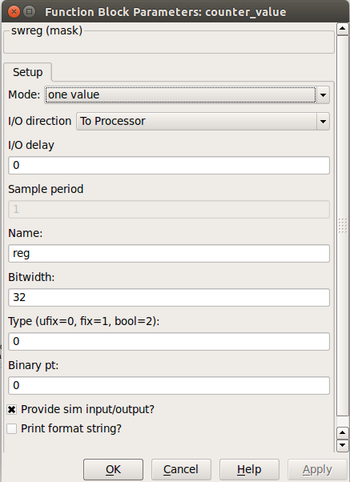 Function Block Parameters: counter_value
swreg (mask)
Setup
Mode: one value
I/O direction To Processor
I/O delay
0
Sample period
1
Name:
reg
Bitwidth:
32
Type (ufix=0, fix=1, bool=2):
0
Binary pt:
0
Provide sim input/output?
Print format string?
OK Cancel Help Apply